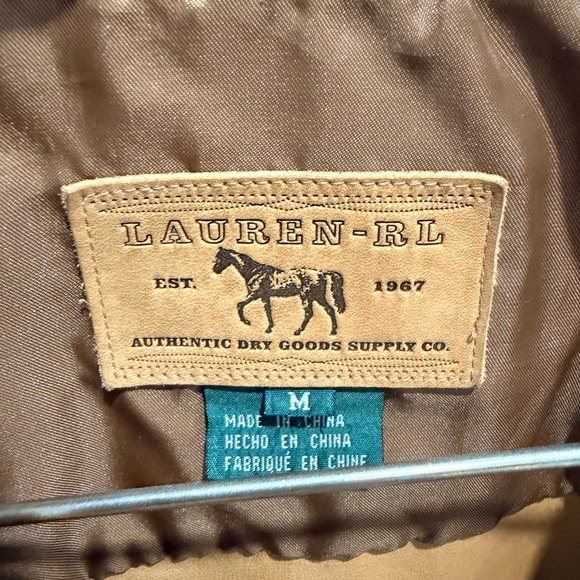 LAUREN-RL
EST. 1967
AUTHENTIC DRY GOODS SUPPLY CO.
M
MADE IN CHINA
HECHO EN CHINA
FABRIQUÉ EN CHINE